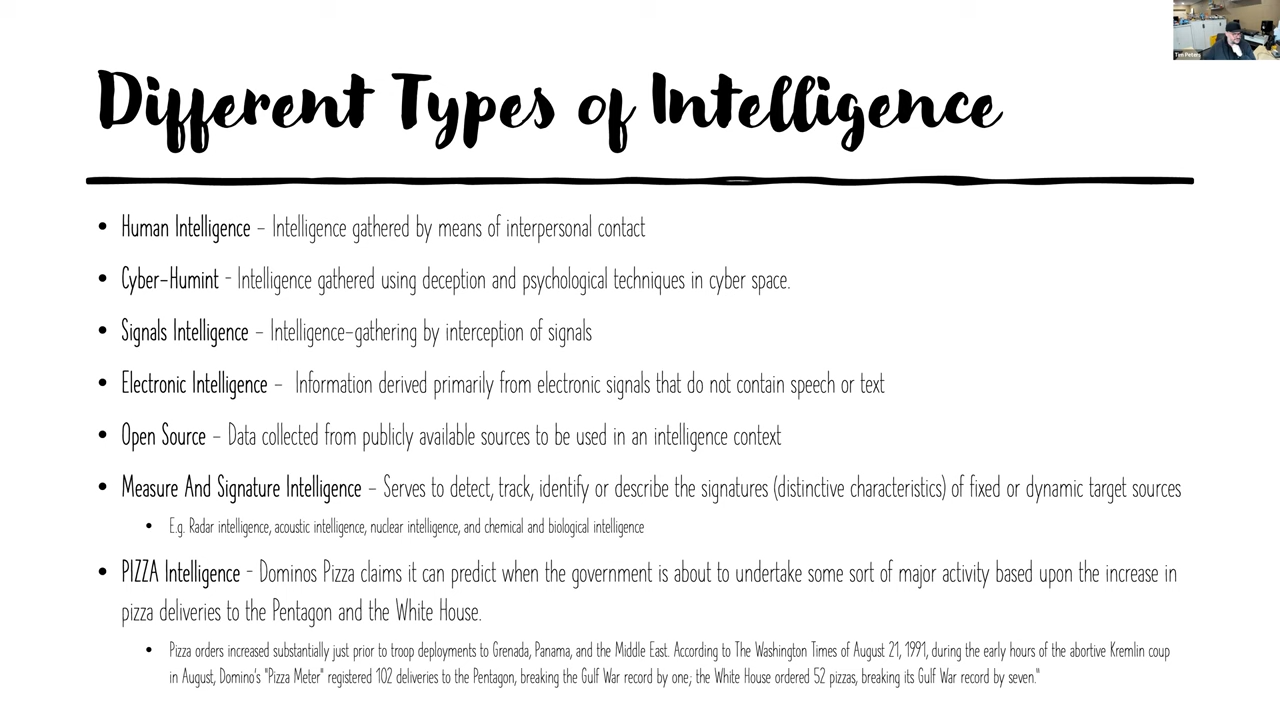 Tim Peters
Different Types of Intelligence
• Human Intelligence – Intelligence gathered by means of interpersonal contact
• Cyber-Humint - Intelligence gathered using deception and psychological techniques in cyber space.
• Signals Intelligence – Intelligence-gathering by interception of signals
• Electronic Intelligence – Information derived primarily from electronic signals that do not contain speech or text
• Open Source – Data collected from publicly available sources to be used in an intelligence context
• Measure And Signature Intelligence – Serves to detect, track, identify or describe the signatures (distinctive characteristics) of fixed or dynamic target sources
• E.g. Radar intelligence, acoustic intelligence, nuclear intelligence, and chemical and biological intelligence
• PIZZA Intelligence - Dominos Pizza claims it can predict when the government is about to undertake some sort of major activity based upon the increase in
pizza deliveries to the Pentagon and the White House.
• Pizza orders increased substantially just prior to troop deployments to Grenada, Panama, and the Middle East. According to The Washington Times of August 21, 1991, during the early hours of the abortive Kremlin coup
in August, Domino's "Pizza Meter" registered 102 deliveries to the Pentagon, breaking the Gulf War record by one; the White House ordered 52 pizzas, breaking its Gulf War record by seven."